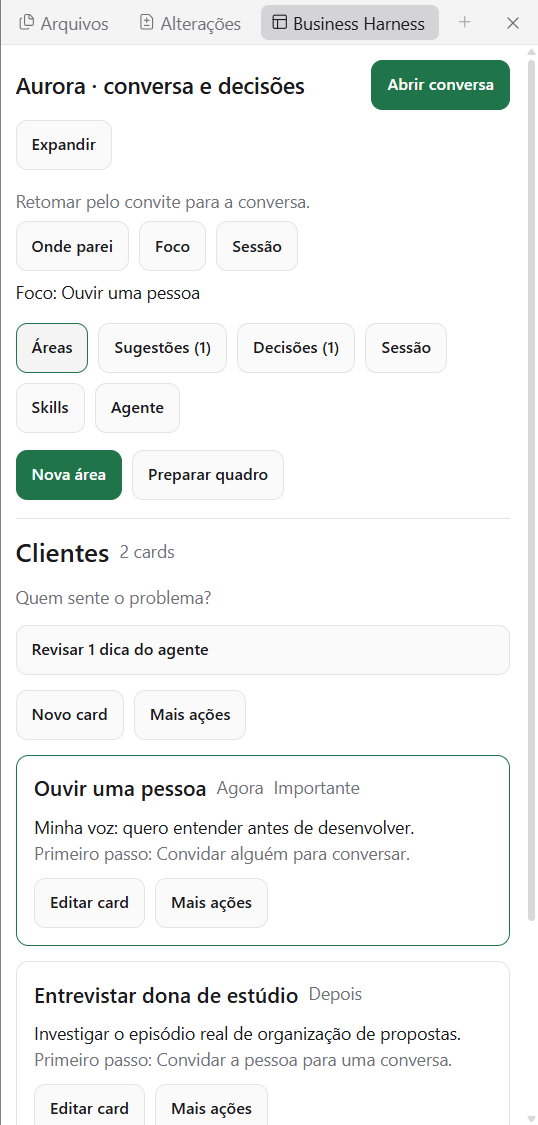 Arquivos Alterações Business Harness
Aurora · conversa e decisões
Abrir conversa
Expandir
Retomar pelo convite para a conversa.
Onde parei Foco Sessão
Foco: Ouvir uma pessoa
Áreas Sugestões (1) Decisões (1) Sessão
Skills Agente
Nova área Preparar quadro
Clientes 2 cards
Quem sente o problema?
Revisar 1 dica do agente
Novo card Mais ações
Ouvir uma pessoa Agora Importante
Minha voz: quero entender antes de desenvolver.
Primeiro passo: Convidar alguém para conversar.
Editar card Mais ações
Entrevistar dona de estúdio Depois
Investigar o episódio real de organização de propostas.
Primeiro passo: Convidar a pessoa para uma conversa.
Editar card Mais ações